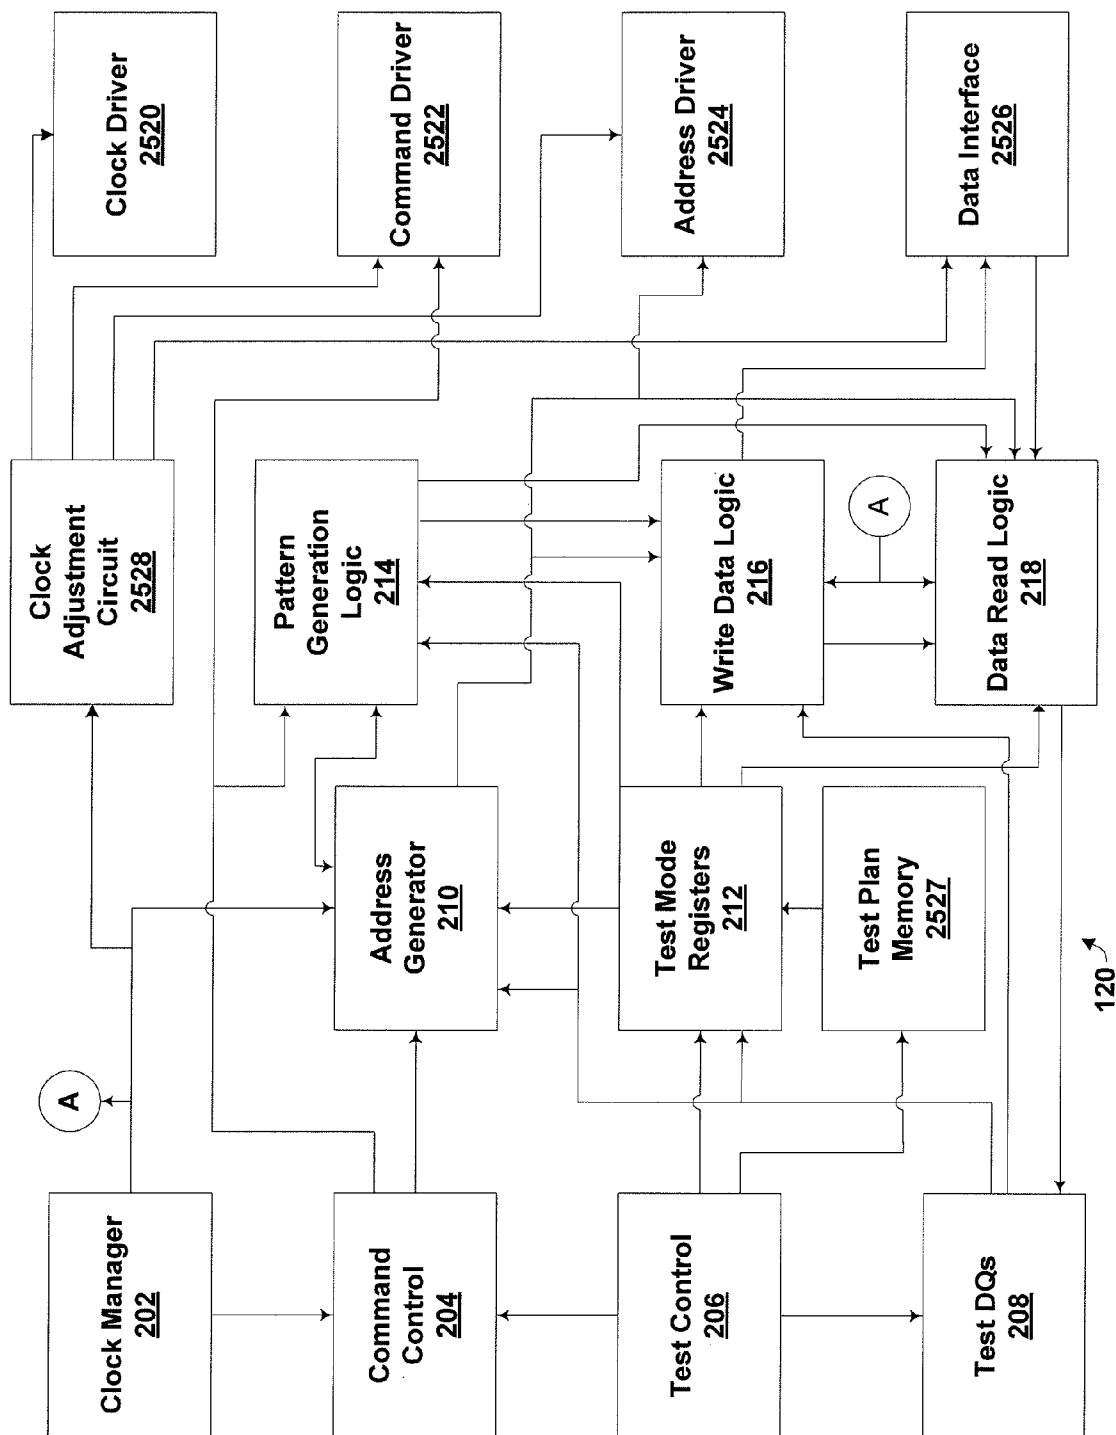 Clock Manager
202
Command
Control
204
Test Control
206
Test DQs
208
A
Address
Generator
210
Test Mode
Registers
212
Test Plan
Memory
2527
Clock
Adjustment
Circuit
2528
Pattern
Generation
Logic
214
Write Data Logic
216
A
Data Read Logic
218
Clock Driver
2520
Command Driver
2522
Address Driver
2524
Data Interface
2526
120